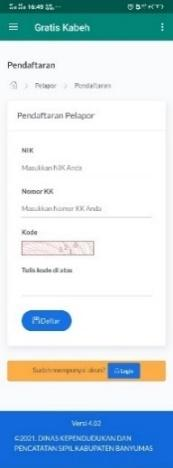 16:49
Gratis Kabeh
Pendaftaran
Pelapor > Pendaftaran
Pendaftaran Pelapor
NIK
Masukkan NIK Anda
Nomor KK
Masukkan Nomor KK Anda
Kode
Tulis kode di atas
Daftar
Sudah mempunyai akun? Login
Versi 4.02
©2021. DINAS KEPENDUDUKAN DAN
PENCATATAN SIPIL KABUPATEN BANYUMAS